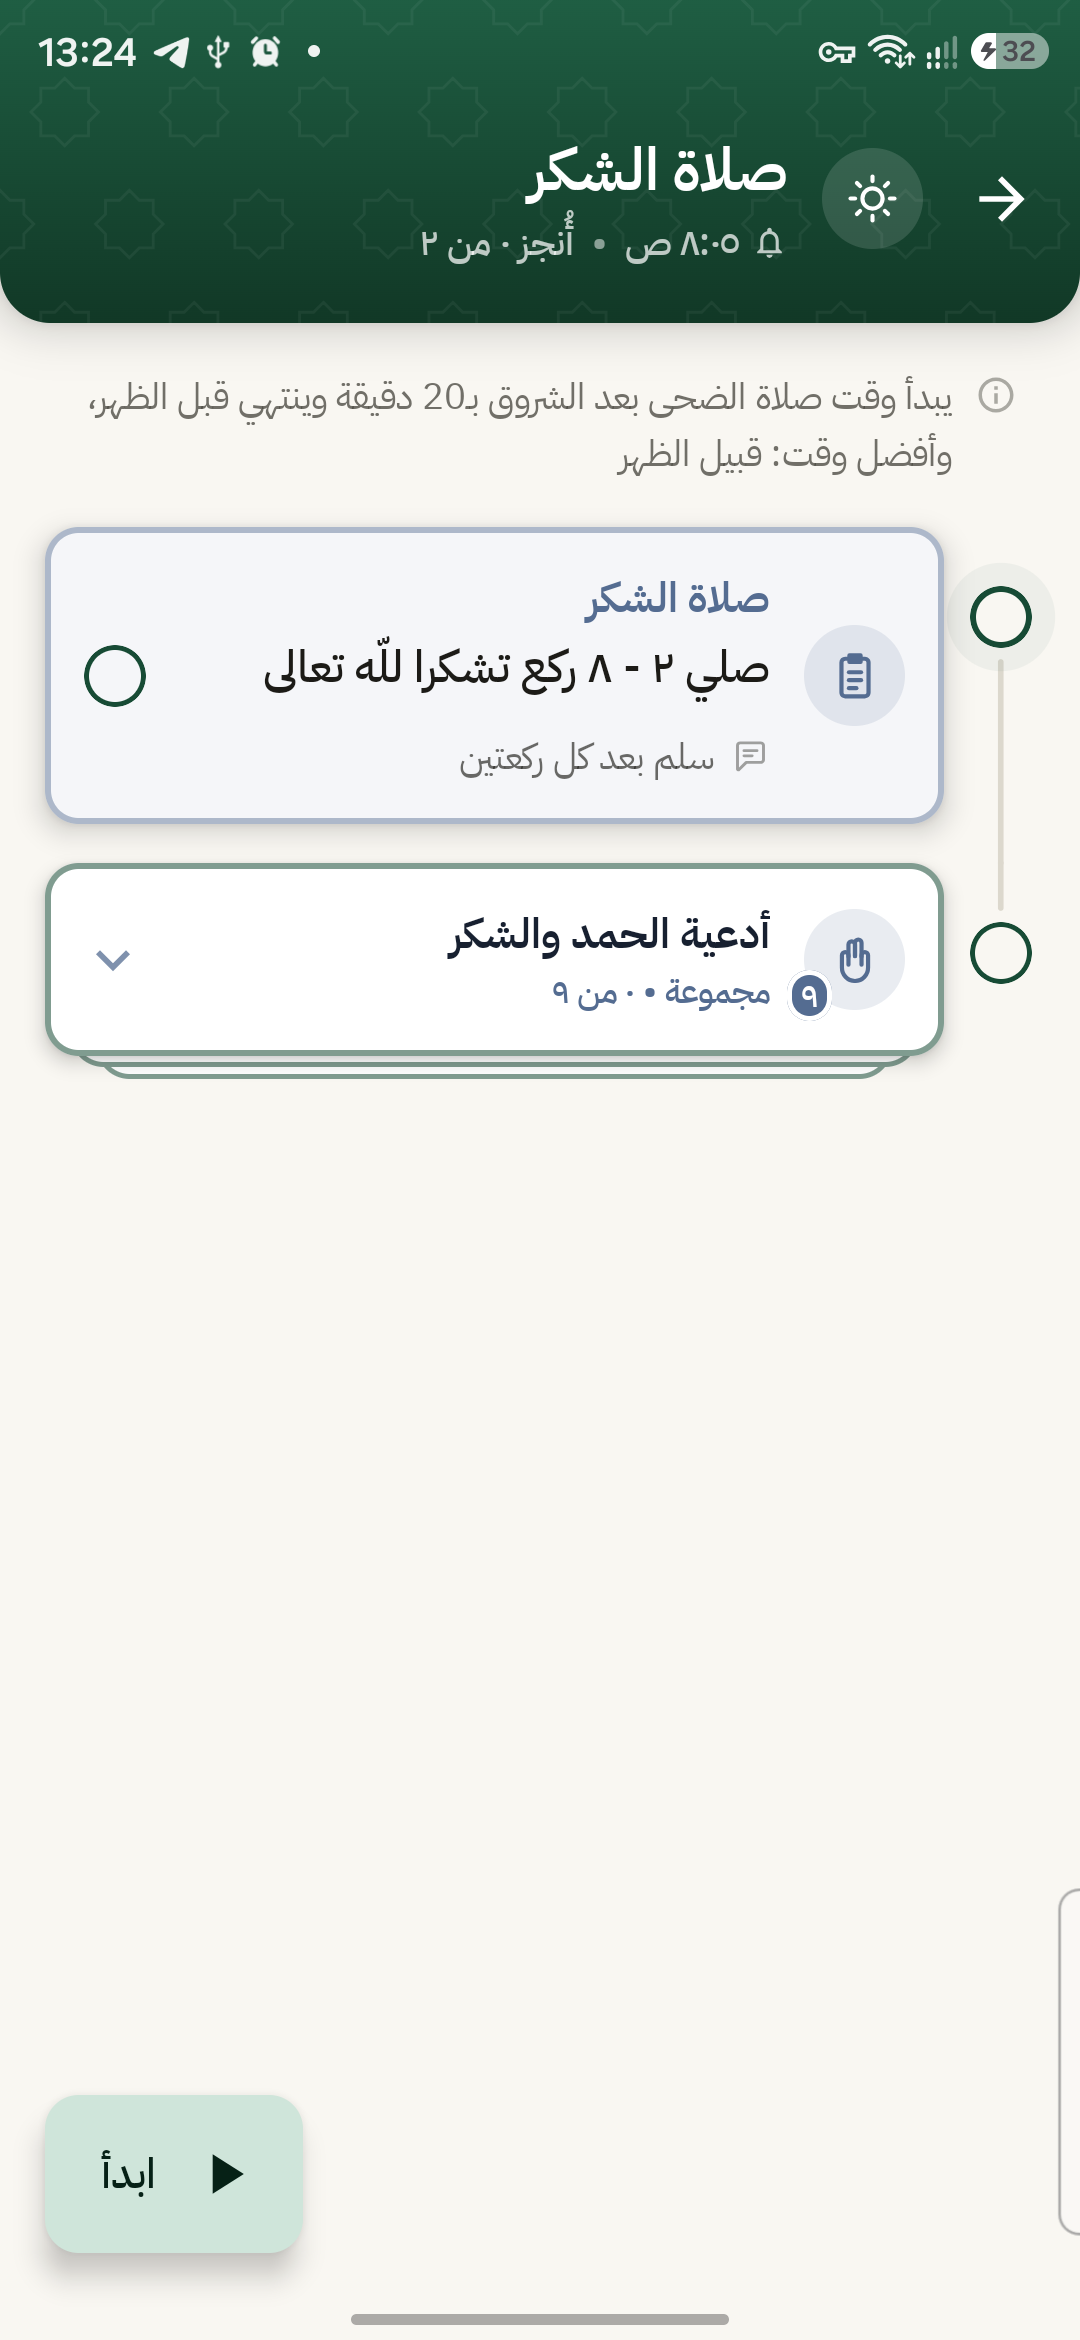 13:24
32
صلاة الشكر
٨:٠٥ ص • أُنجز ٠ من ٢
يبدأ وقت صلاة الضحى بعد الشروق بـ20 دقيقة وينتهي قبل الظهر،
وأفضل وقت: قبيل الظهر
صلاة الشكر
صلي ٢ - ٨ ركع تشكرا لله تعالى
سلم بعد كل ركعتين
أدعية الحمد والشكر
٩
مجموعة • ٠ من ٩
ابدأ